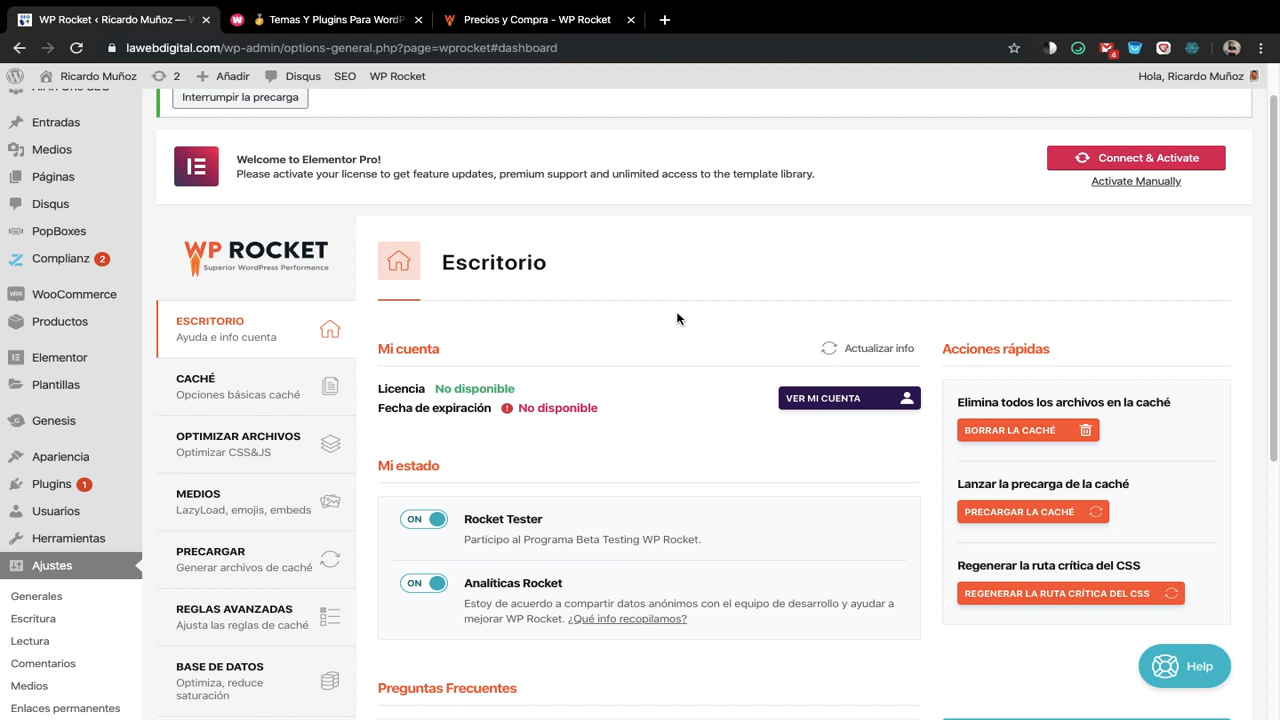 WP Rocket ‹ Ricardo Muñoz — W
Temas Y Plugins Para WordP
Precios y Compra - WP Rocket
lawebdigital.com/wp-admin/options-general.php?page=wprocket#dashboard
4
Ricardo Muñoz
2
Añadir
Disqus
SEO
WP Rocket
Hola, Ricardo Muñoz
Entradas
Medios
Páginas
Disqus
PopBoxes
Complianz 2
WooCommerce
Productos
Elementor
Plantillas
Genesis
Apariencia
Plugins 1
Usuarios
Herramientas
Ajustes
Generales
Escritura
Lectura
Comentarios
Medios
Enlaces permanentes
Interrumpir la precarga
Welcome to Elementor Pro!
Please activate your license to get feature updates, premium support and unlimited access to the template library.
Connect & Activate
Activate Manually
WP ROCKET
Superior WordPress Performance
ESCRITORIO
Ayuda e info cuenta
CACHÉ
Opciones básicas caché
OPTIMIZAR ARCHIVOS
Optimizar CSS&JS
MEDIOS
LazyLoad, emojis, embeds
PRECARGAR
Generar archivos de caché
REGLAS AVANZADAS
Ajusta las reglas de caché
BASE DE DATOS
Optimiza, reduce
saturación
Escritorio
Mi cuenta
Actualizar info
Licencia No disponible
Fecha de expiración No disponible
VER MI CUENTA
Mi estado
ON
Rocket Tester
Participo al Programa Beta Testing WP Rocket.
ON
Analíticas Rocket
Estoy de acuerdo a compartir datos anónimos con el equipo de desarrollo y ayudar a
mejorar WP Rocket. ¿Qué info recopilamos?
Preguntas Frecuentes
Acciones rápidas
Elimina todos los archivos en la caché
BORRAR LA CACHÉ
Lanzar la precarga de la caché
PRECARGAR LA CACHÉ
Regenerar la ruta crítica del CSS
REGENERAR LA RUTA CRÍTICA DEL CSS
Help